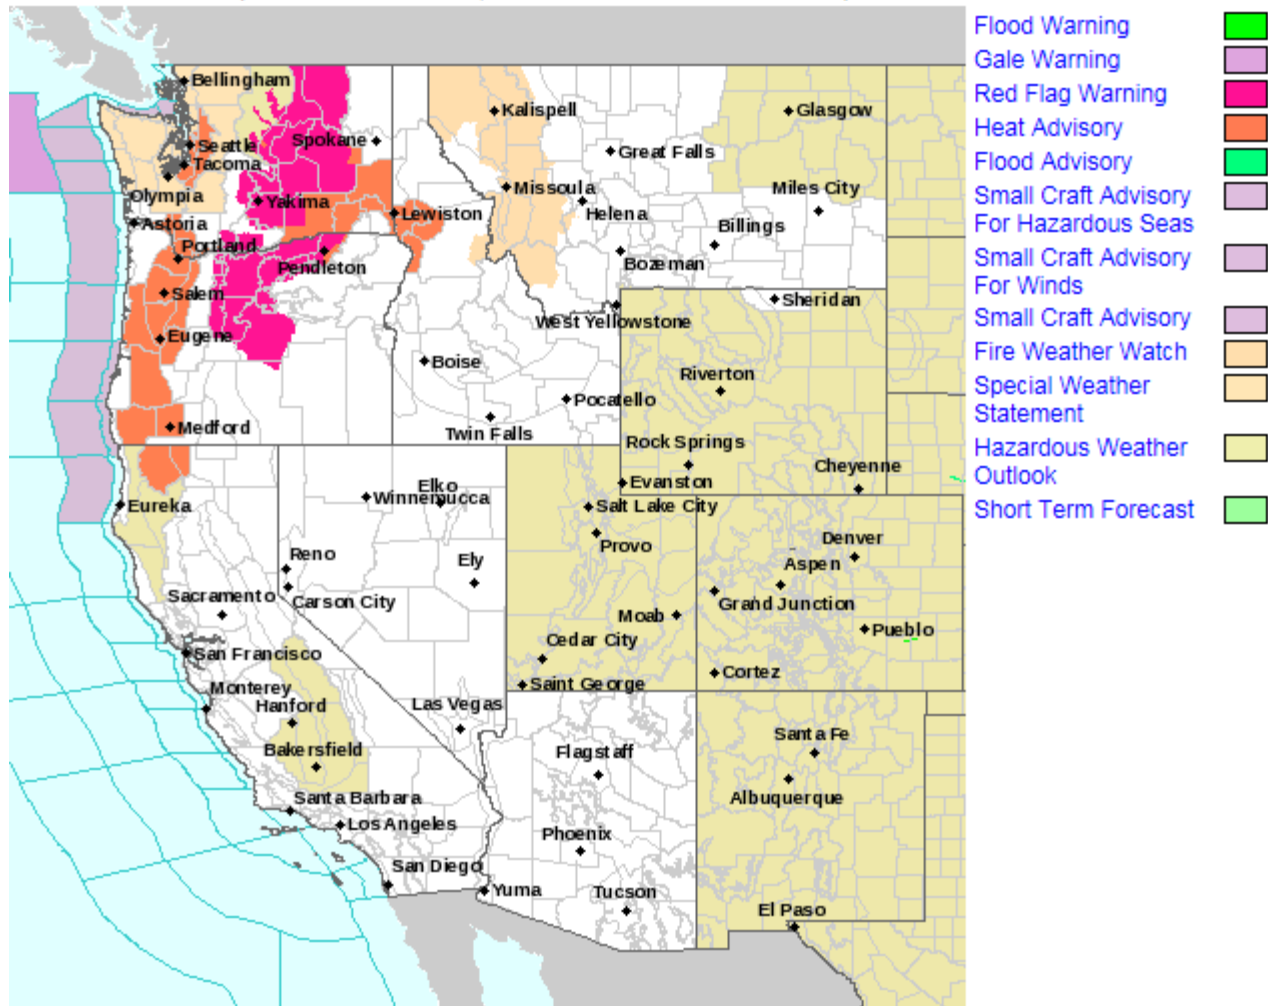 Bellingham
Kalispell
Glasgow
Seattle
Spokane
Great Falls
Tacoma
Missoula
Miles City
Olympia
Yakima
Lewiston
Helena
Astoria
Billings
Portland
Bozeman
Pendleton
Salem
Sheridan
West Yellowstone
Eugene
Boise
Riverton
Pocatello
Medford
Twin Falls
Rock Springs
Cheyenne
Evanston
Elko
Winnemucca
Eureka
Salt Lake City
Provo
Denver
Reno
Ely
Aspen
Sacramento
Carson City
Grand Junction
Moab
Pueblo
Cedar City
San Francisco
Cortez
Saint George
Monterey
Hanford
Las Vegas
Santa Fe
Bakersfield
Flagstaff
Albuquerque
Santa Barbara
Los Angeles
Phoenix
San Diego
Yuma
Tucson
El Paso
Flood Warning
Gale Warning
Red Flag Warning
Heat Advisory
Flood Advisory
Small Craft Advisory
For Hazardous Seas
Small Craft Advisory
For Winds
Small Craft Advisory
Fire Weather Watch
Special Weather
Statement
Hazardous Weather
Outlook
Short Term Forecast